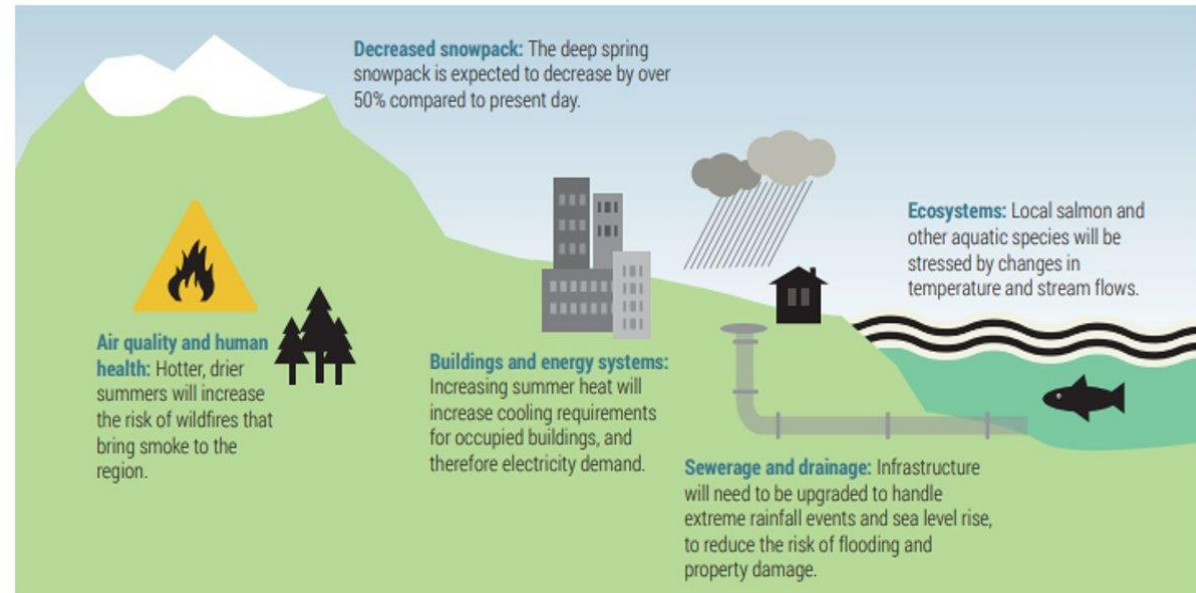 Decreased snowpack: The deep spring
snowpack is expected to decrease by over
50% compared to present day.
Ecosystems: Local salmon and
other aquatic species will be
stressed by changes in
temperature and stream flows.
Air quality and human
health: Hotter, drier
summers will increase
the risk of wildfires that
bring smoke to the
region.
Buildings and energy systems:
Increasing summer heat will
increase cooling requirements
for occupied buildings, and
therefore electricity demand.
Sewerage and drainage: Infrastructure
will need to be upgraded to handle
extreme rainfall events and sea level rise,
to reduce the risk of flooding and
property damage.